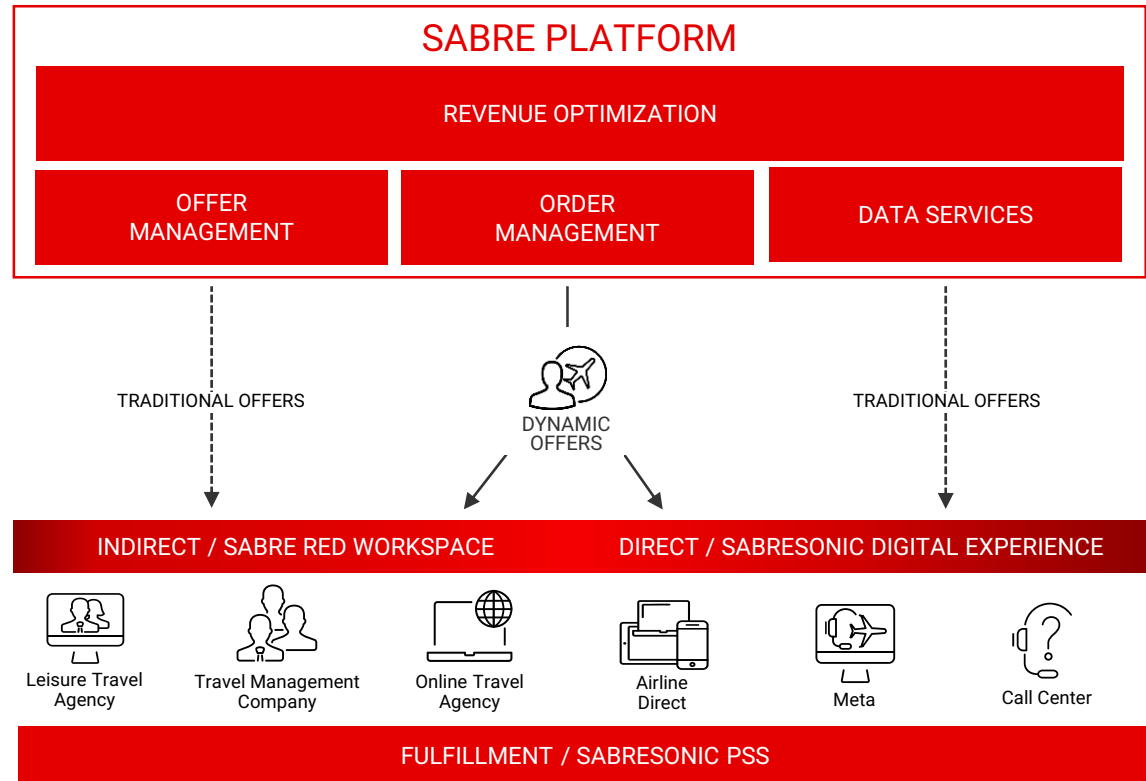 SABRE PLATFORM
REVENUE OPTIMIZATION
OFFER
MANAGEMENT
ORDER
MANAGEMENT
DATA SERVICES
TRADITIONAL OFFERS
DYNAMIC
OFFERS
TRADITIONAL OFFERS
INDIRECT / SABRE RED WORKSPACE
DIRECT / SABRESONIC DIGITAL EXPERIENCE
Leisure Travel
Agency
Travel Management
Company
Online Travel
Agency
Airline
Direct
Meta
?
Call Center
FULFILLMENT / SABRESONIC PSS